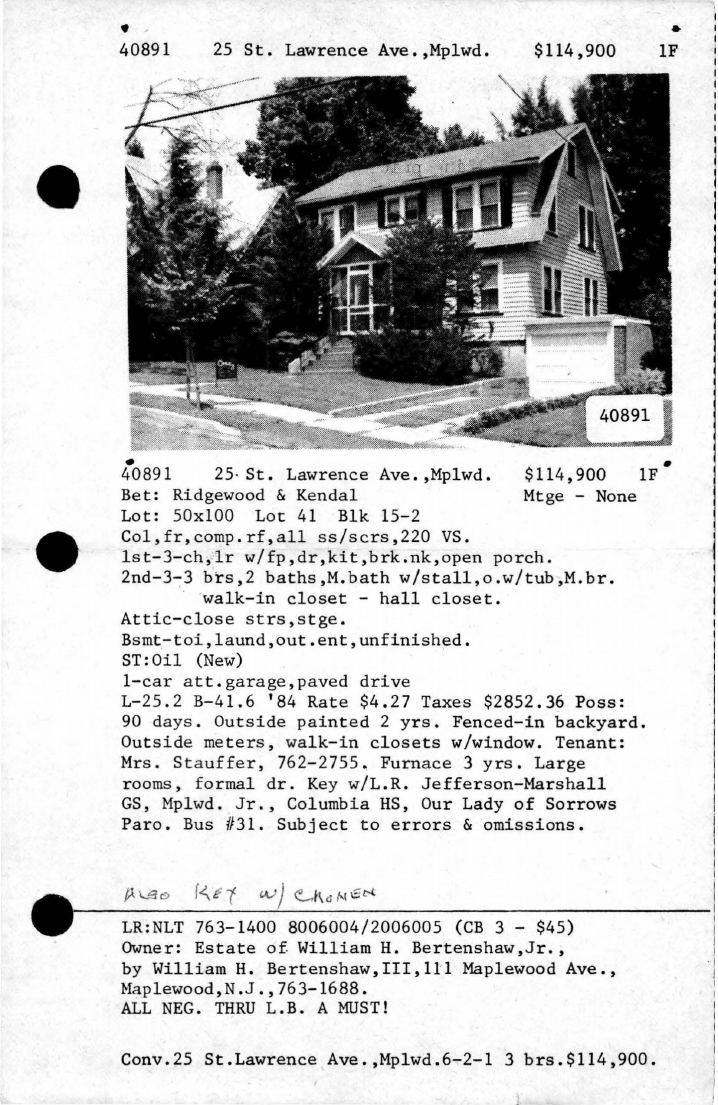 40891 25 St. Lawrence Ave.,Mplwd. $114,900 1F
40891
40891 25 St. Lawrence Ave.,Mplwd. $114,900 1F
Bet: Ridgewood & Kendal Mtge - None
Lot: 50x100 Lot 41 Blk 15-2
Col,fr,comp.rf,all ss/scrs,220 VS.
1st-3-ch,lr w/fp,dr,kit,brk.nk,open porch.
2nd-3-3 brs,2 baths,M.bath w/stall,o.w/tub,M.br.
walk-in closet - hall closet.
Attic-close strs,stge.
Bsmt-toi,laund,out.ent,unfinished.
ST:Oil (New)
1-car att.garage,paved drive
L-25.2 B-41.6 '84 Rate $4.27 Taxes $2852.36 Poss:
90 days. Outside painted 2 yrs. Fenced-in backyard.
Outside meters, walk-in closets w/window. Tenant:
Mrs. Stauffer, 762-2755. Furnace 3 yrs. Large
rooms, formal dr. Key w/L.R. Jefferson-Marshall
GS, Mplwd. Jr., Columbia HS, Our Lady of Sorrows
Paro. Bus #31. Subject to errors & omissions.
ALSO KEY w/
LR:NLT 763-1400 8006004/2006005 (CB 3 - $45)
Owner: Estate of William H. Bertenshaw,Jr.,
by William H. Bertenshaw,III,111 Maplewood Ave.,
Maplewood,N.J.,763-1688.
ALL NEG. THRU L.B. A MUST!
Conv.25 St.Lawrence Ave.,Mplwd.6-2-1 3 brs.$114,900.